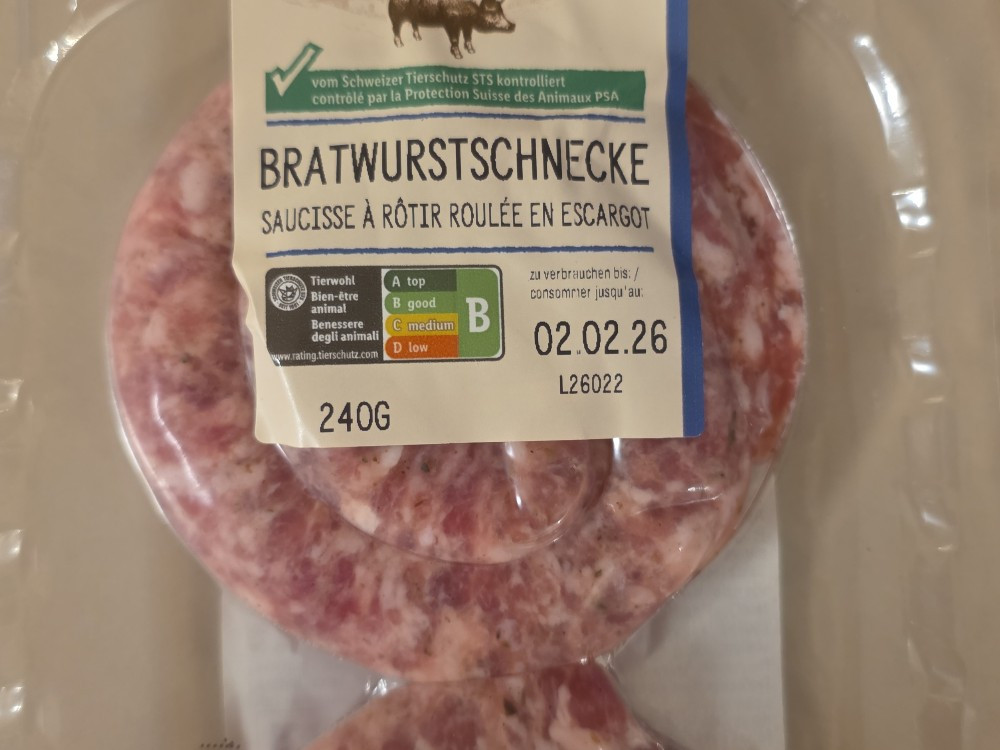 vom Schweizer Tierschutz STS kontrolliert
contrôlé par la Protection Suisse des Animaux PSA
BRATWURSTSCHNECKE
SAUCISSE À RÔTIR ROULÉE EN ESCARGOT
Tierwohl
Bien-être
animal
Benessere
degli animali
www.rating.tierschutz.com
A top
B good
C medium
D low
B
zu verbrauchen bis: /
consommer jusqu'au:
02.02.26
L26022
240G